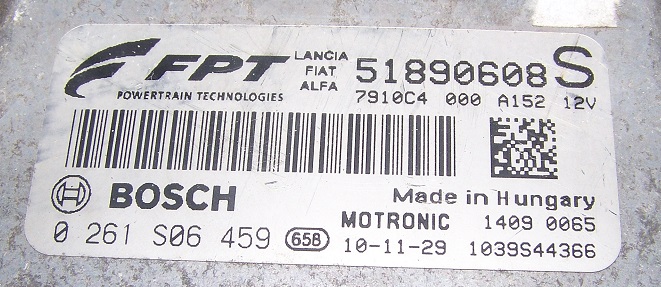 FPT
POWERTRAIN TECHNOLOGIES
LANCIA
FIAT
ALFA
51890608 S
7910C4 000 A152 12V
BOSCH
Made in Hungary
MOTRONIC 1409 0065
0 261 S06 459 658 10-11-29 1039S44366